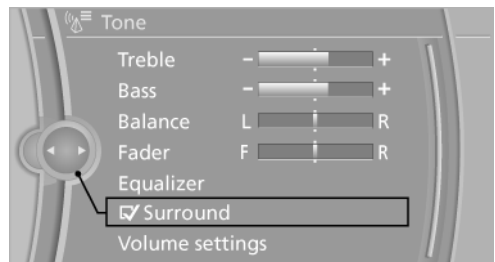 Tone
Treble - +
Bass - +
Balance L R
Fader F R
Equalizer
Surround
Volume settings